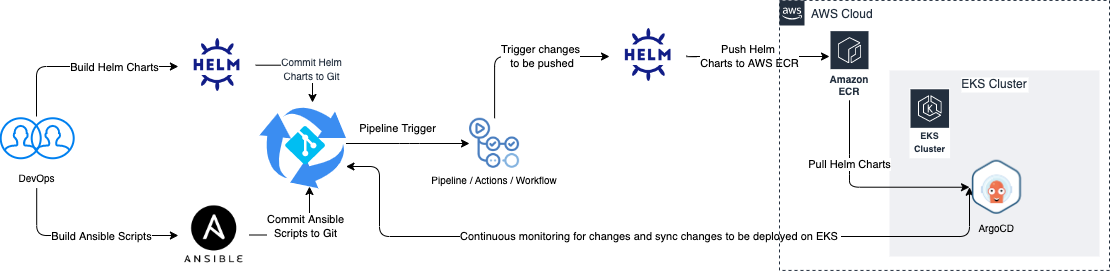 aws
AWS Cloud
Build Helm Charts
HELM
Commit Helm
Charts to Git
Trigger changes
to be pushed
HELM
Push Helm
Charts to AWS ECR
Amazon
ECR
EKS Cluster
K
EKS
Cluster
Pipeline Trigger
Pipeline / Actions / Workflow
Pull Helm Charts
DevOps
Build Ansible Scripts
A
ANSIBLE
Commit Ansible
Scripts to Git
Continuous monitoring for changes and sync changes to be deployed on EKS
ArgoCD